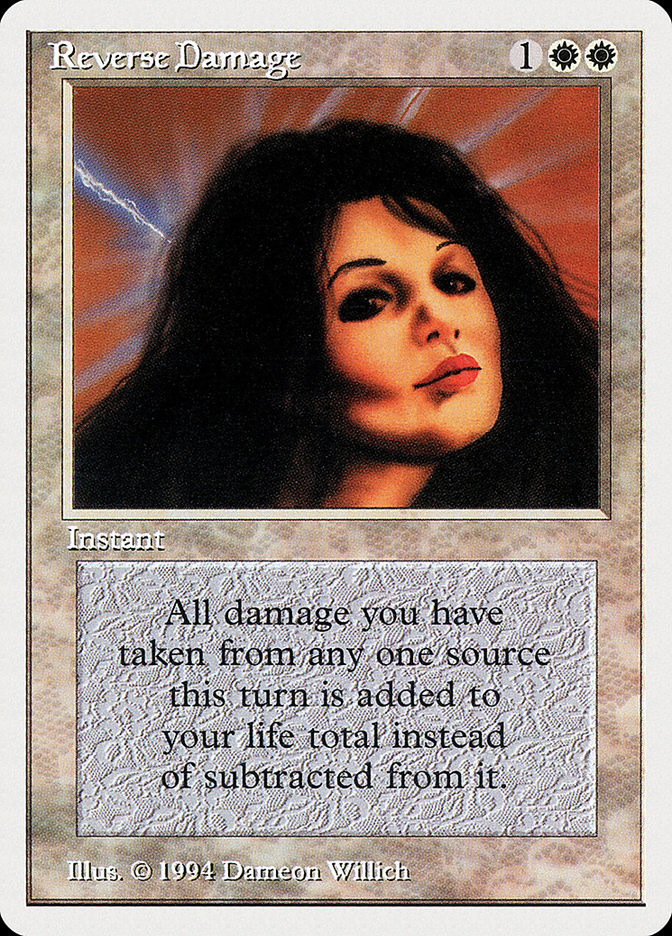 Reverse Damage 1
Instant
All damage you have
taken from any one source
this turn is added to
your life total instead
of subtracted from it.
Illus. © 1994 Dameon Willich